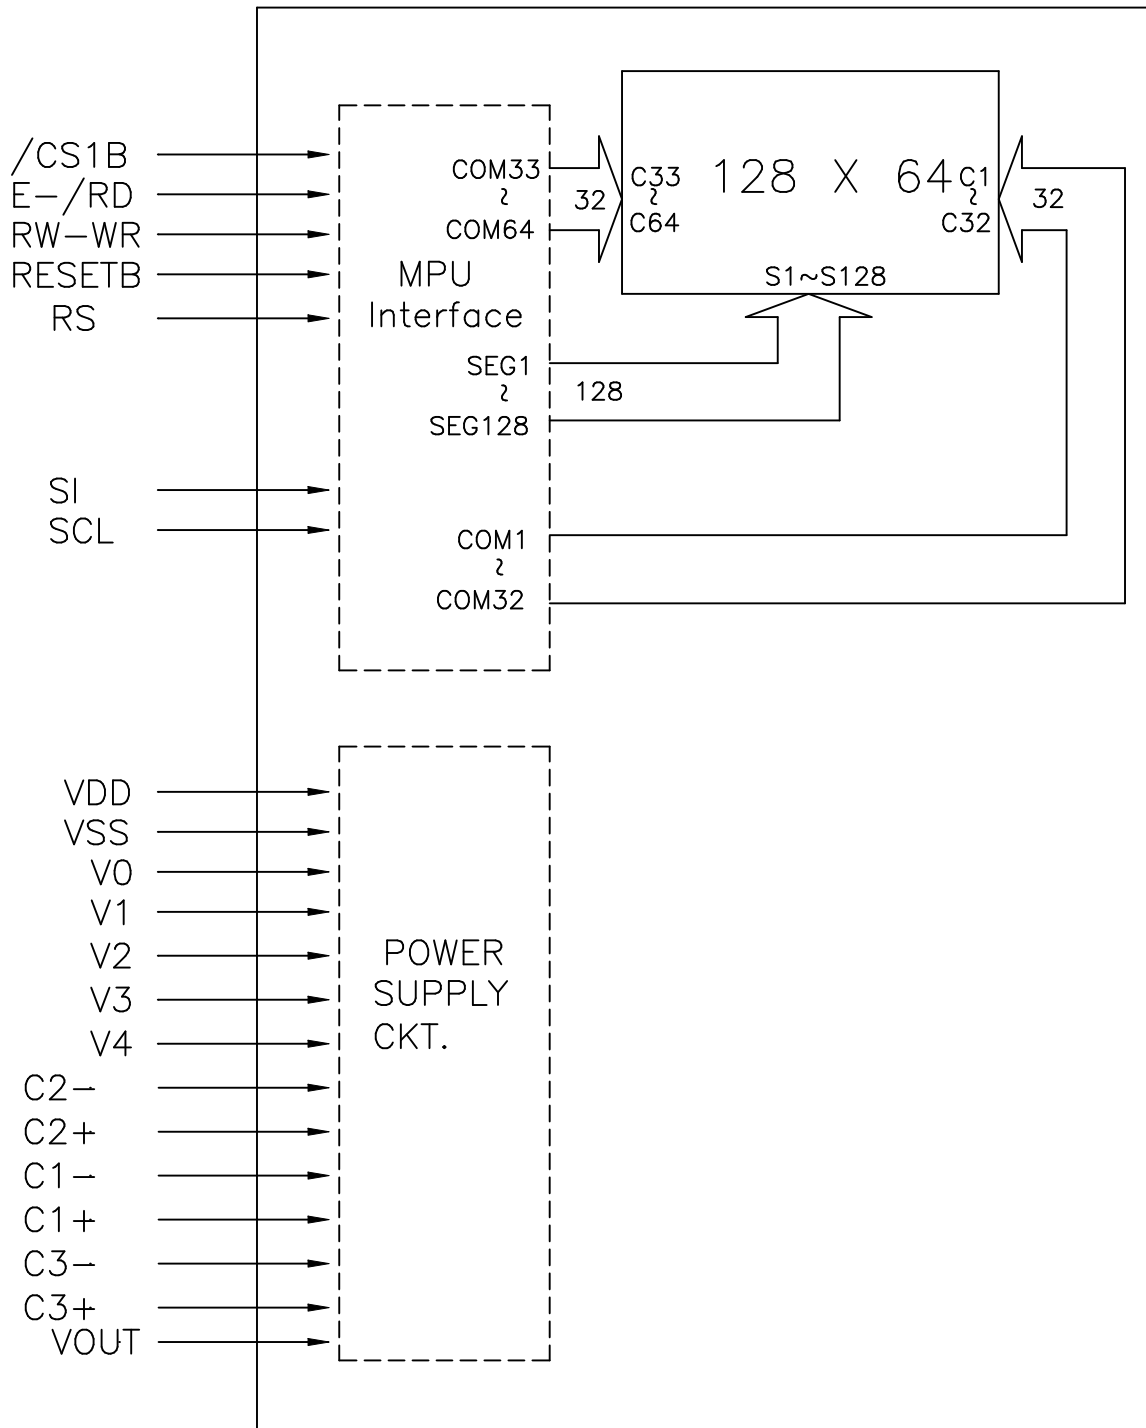 /CS1B
E-/RD
RW-WR
RESETB
RS
SI
SCL
COM33
~
COM64
MPU
Interface
SEG1
~
SEG128
COM1
~
COM32
32
128
C33
~
C64
128 X 64
C1
~
C32
S1~S128
32
VDD
VSS
V0
V1
V2
V3
V4
C2-
C2+
C1-
C1+
C3-
C3+
VOUT
POWER
SUPPLY
CKT.